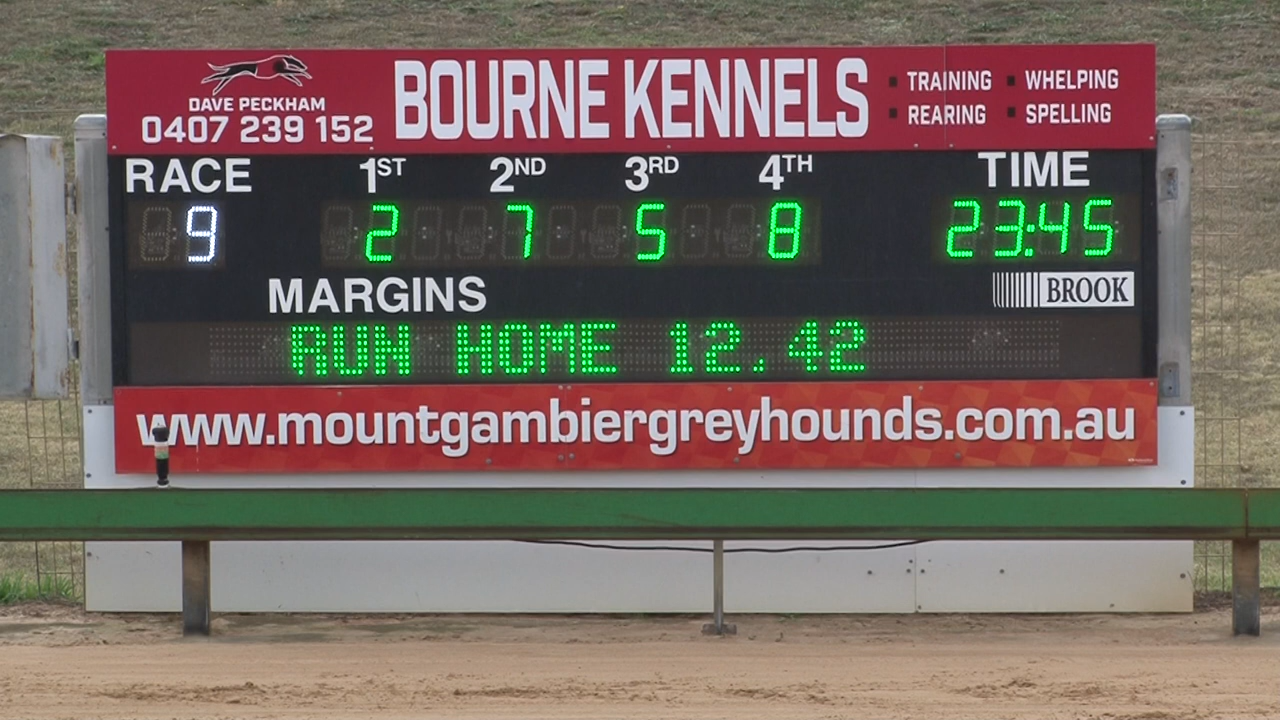 BOURNE KENNELS
DAVE PECKHAM
0407 239 152
TRAINING
WHELPING
REARING
SPELLING
RACE 1ST 2ND 3RD 4TH TIME
9 2 7 5 8 23:45
MARGINS
BROOK
RUN HOME 12.42
www.mountgambiergreyhounds.com.au